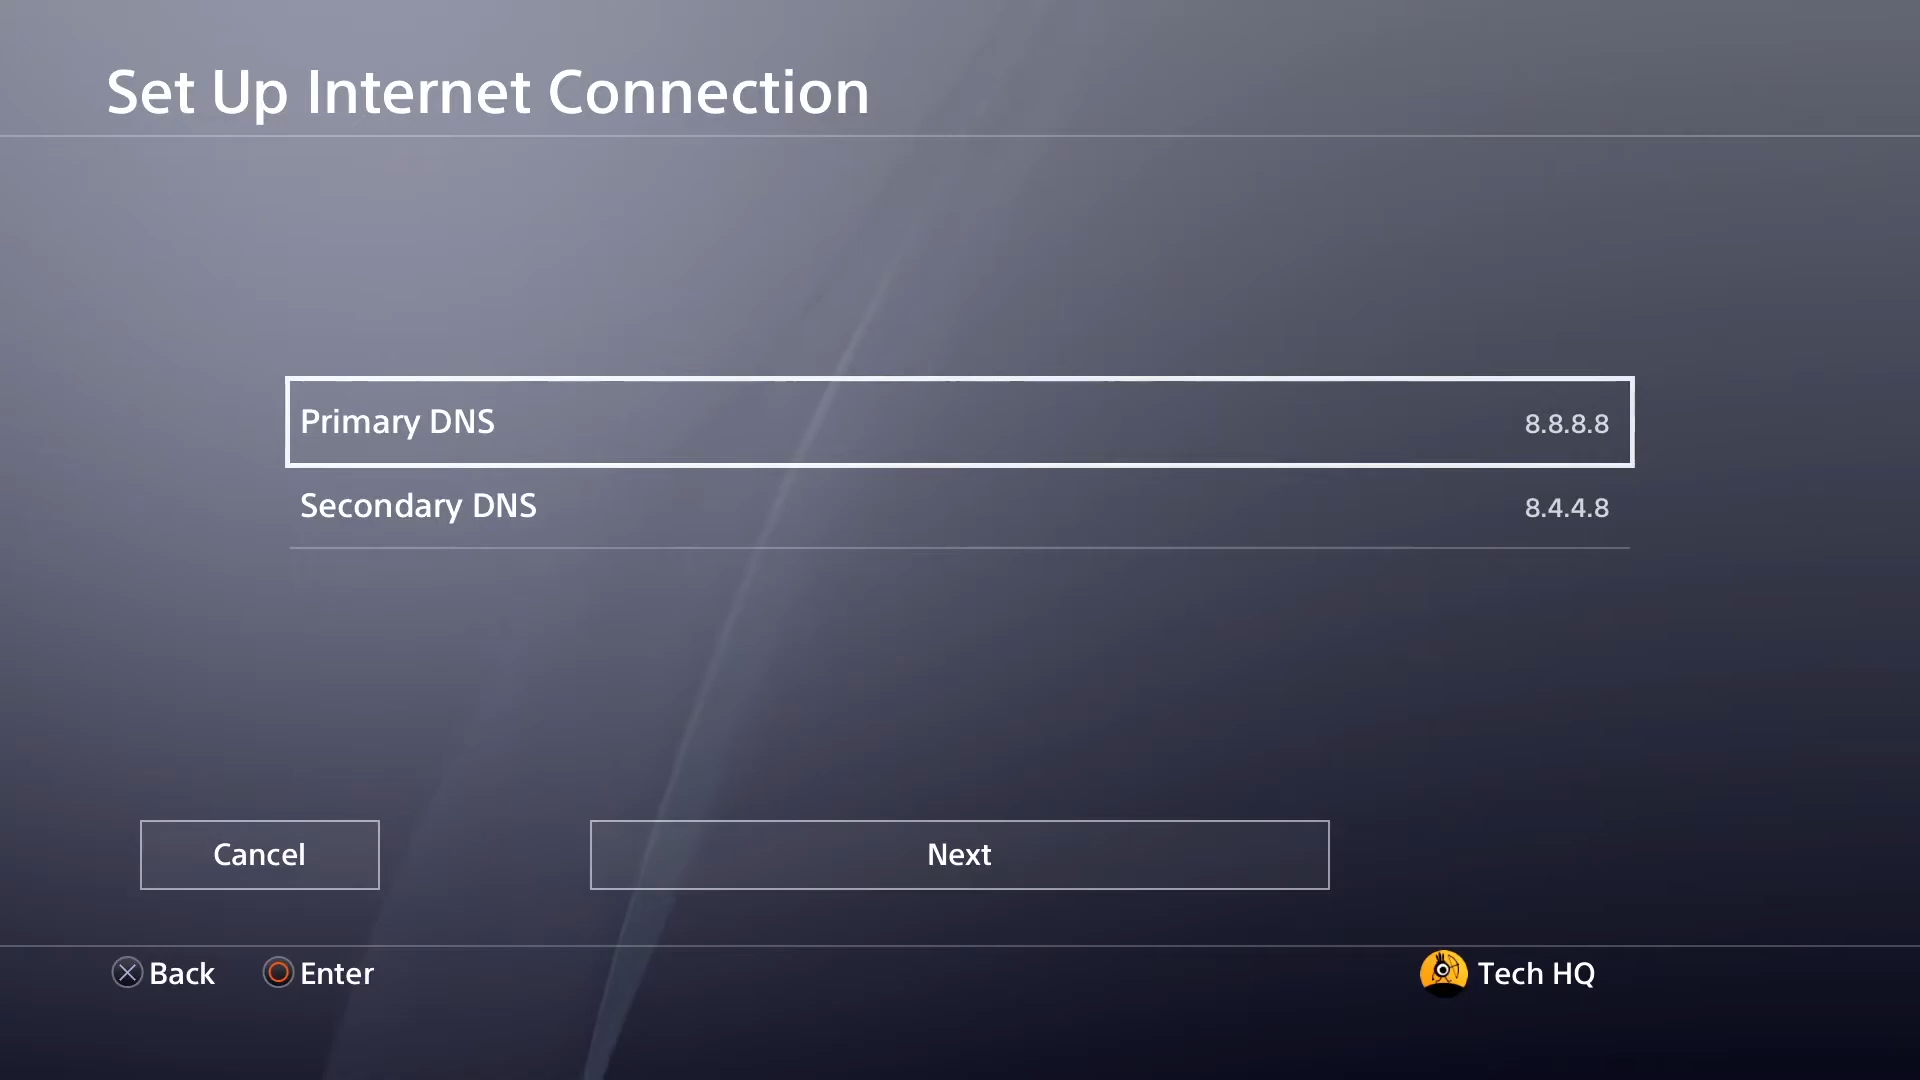 Set Up Internet Connection
Primary DNS 8.8.8.8
Secondary DNS 8.4.4.8
Cancel Next
Back Enter Tech HQ